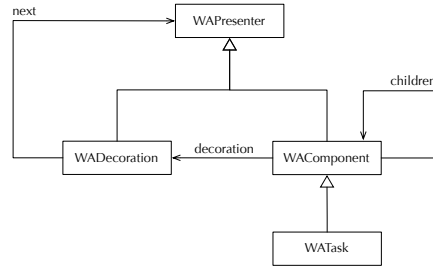 next
WAPresenter
children
WADecoration
decoration
WAComponent
WATask